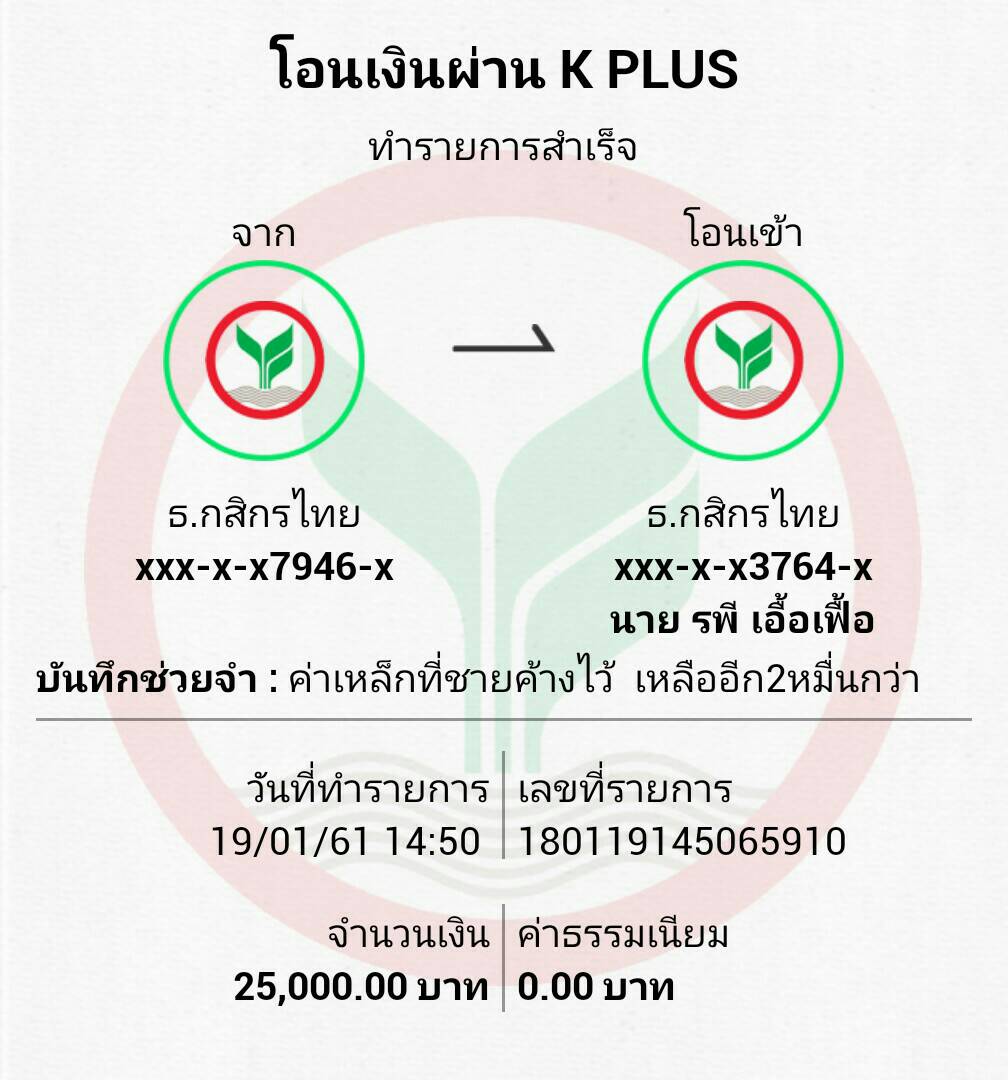 โอนเงินผ่าน K PLUS
ทำรายการสำเร็จ
จาก
โอนเข้า
ธ.กสิกรไทย
xxx-x-x7946-x
ธ.กสิกรไทย
xxx-x-x3764-x
นาย รพี เอื้อเฟื้อ
บันทึกช่วยจำ : ค่าเหล็กที่ชายค้างไว้ เหลืออีก2หมื่นกว่า
วันที่ทำรายการ
19/01/61 14:50
เลขที่รายการ
180119145065910
จำนวนเงิน
25,000.00 บาท
ค่าธรรมเนียม
0.00 บาท